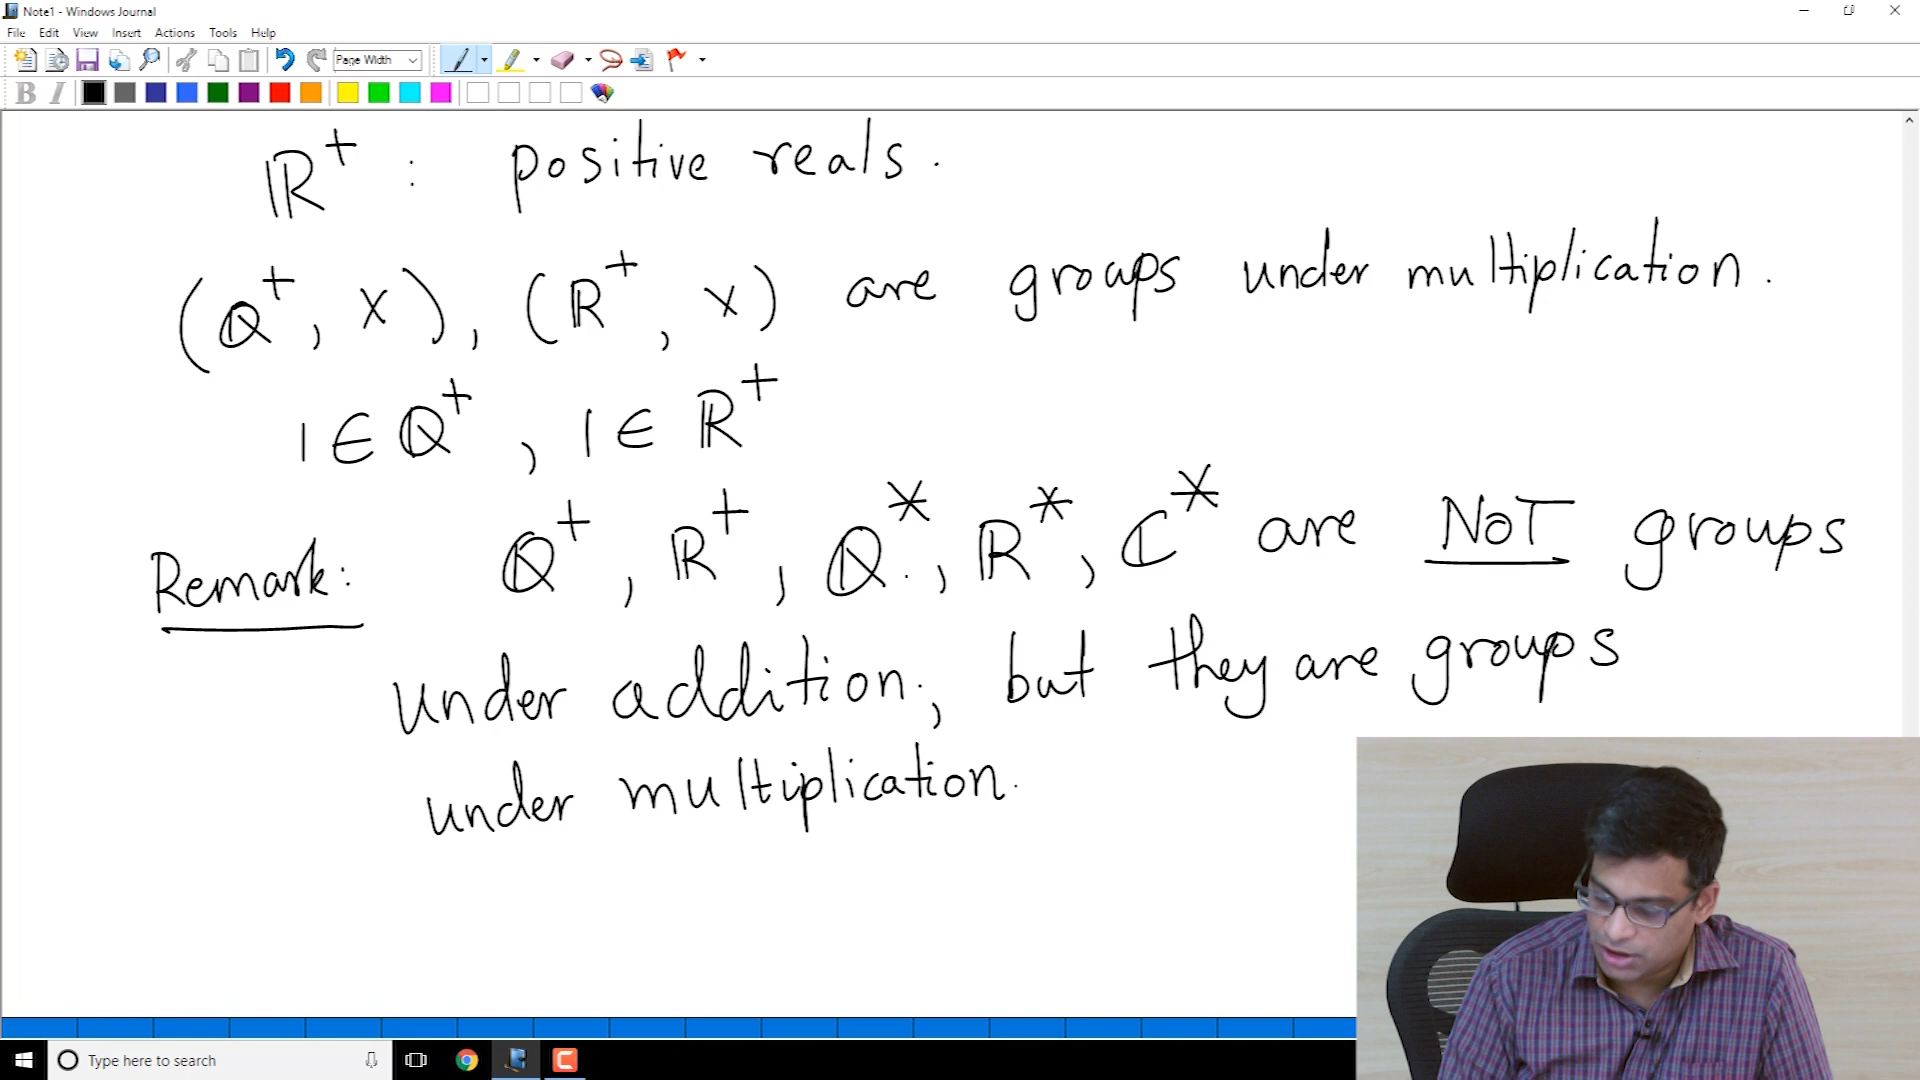 Note1 - Windows Journal
File Edit View Insert Actions Tools Help
Page Width
B I
ℝ⁺ : positive reals.
(ℚ⁺, ×), (ℝ⁺, ×) are groups under multiplication.
1 ∈ ℚ⁺, 1 ∈ ℝ⁺
Remark: ℚ⁺, ℝ⁺, ℚ*, ℝ*, ℂ* are NOT groups
under addition; but they are groups
under multiplication.
Type here to search